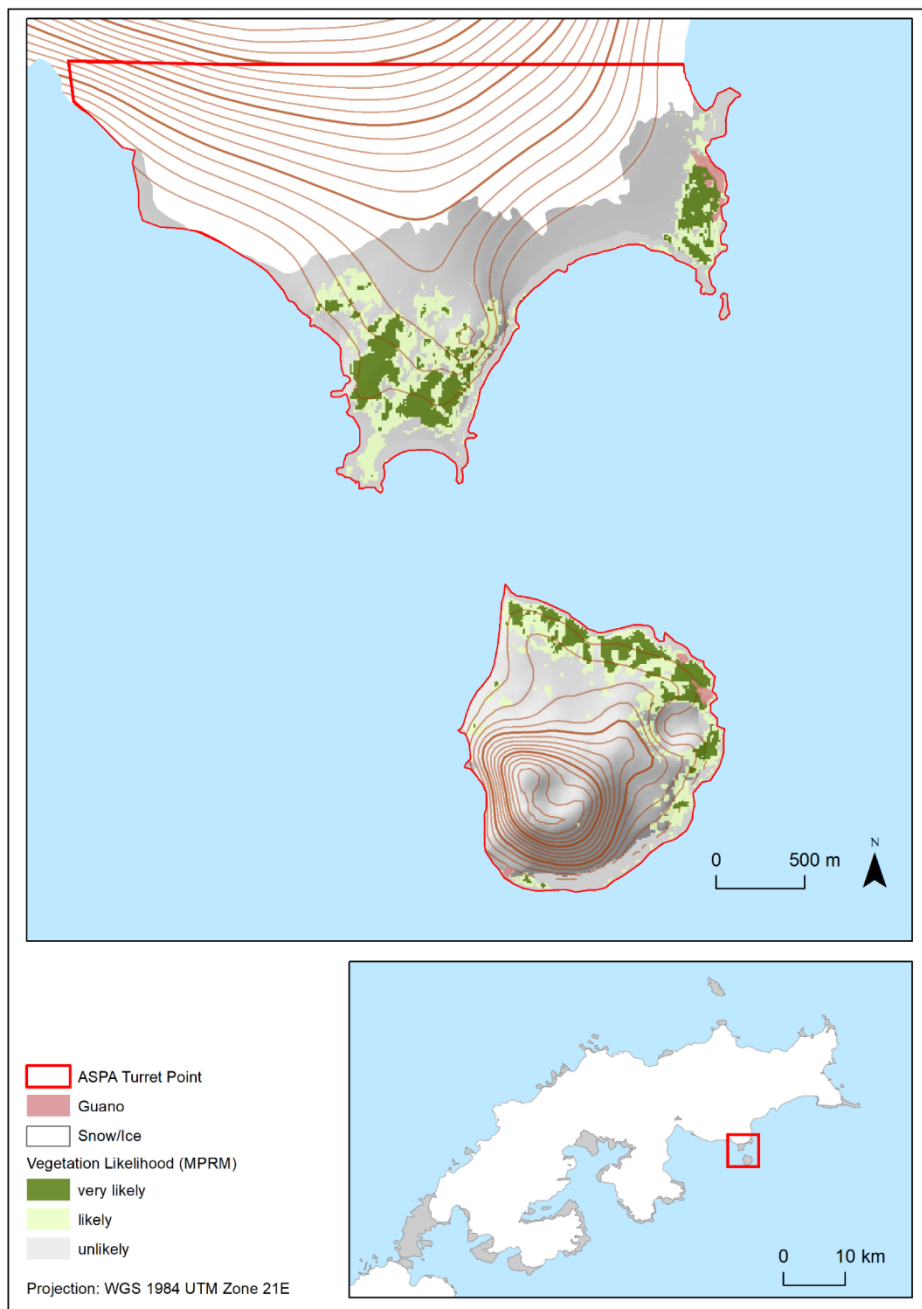 0 500 m
N
ASPA Turret Point
Guano
Snow/Ice
Vegetation Likelihood (MPRM)
very likely
likely
unlikely
Projection: WGS 1984 UTM Zone 21E
0 10 km